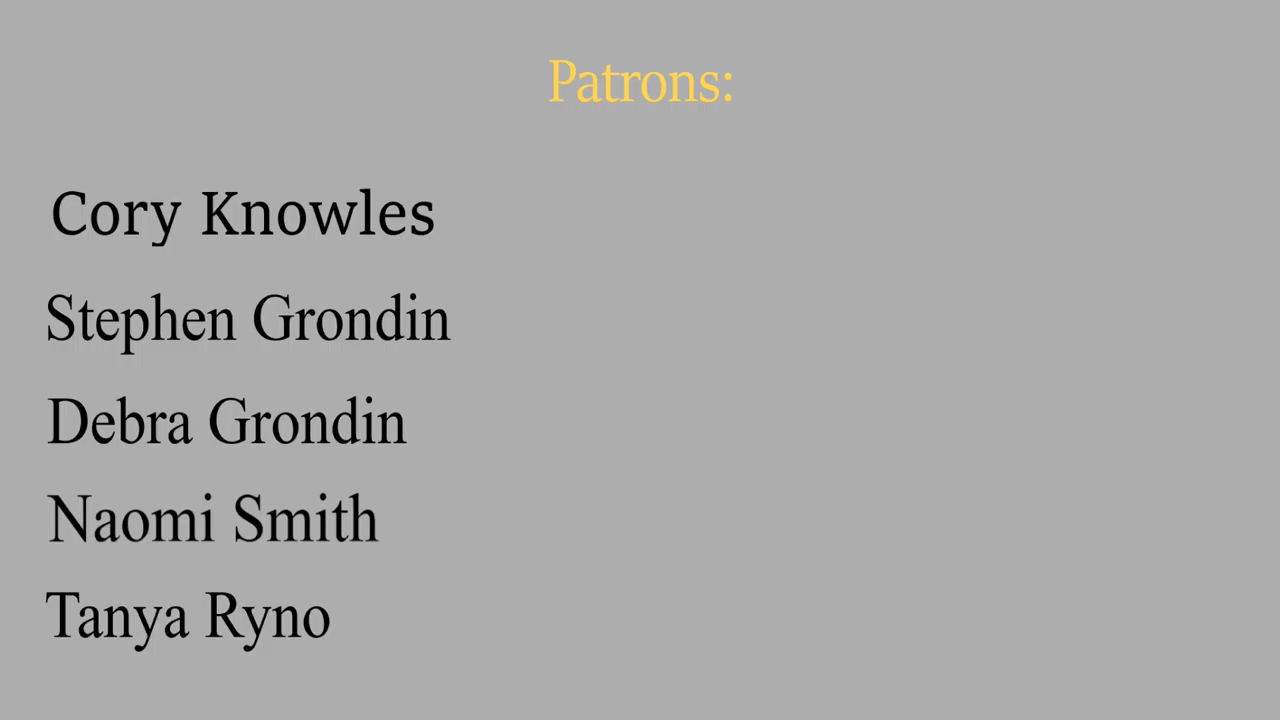 Patrons:
Cory Knowles
Stephen Grondin
Debra Grondin
Naomi Smith
Tanya Ryno